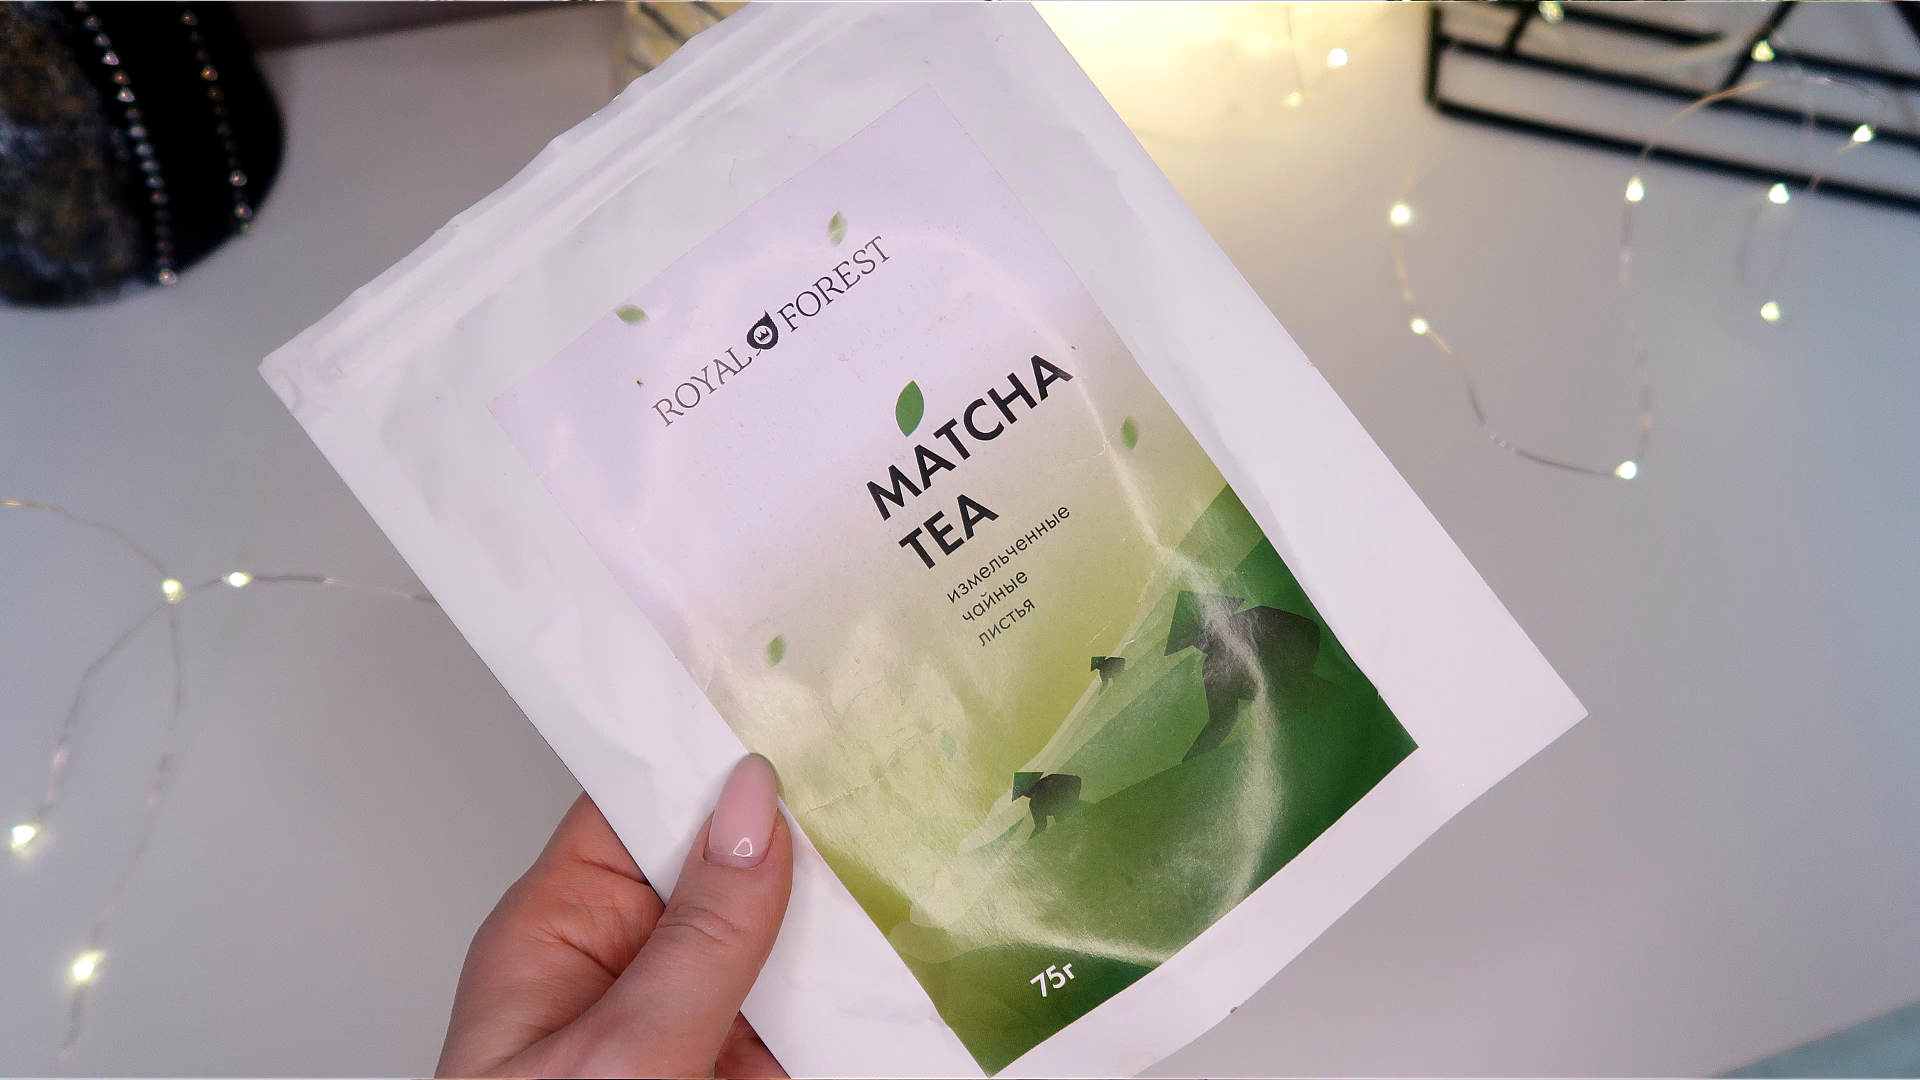 ROYAL FOREST
MATCHA
TEA
измельченные
чайные
листья
75г